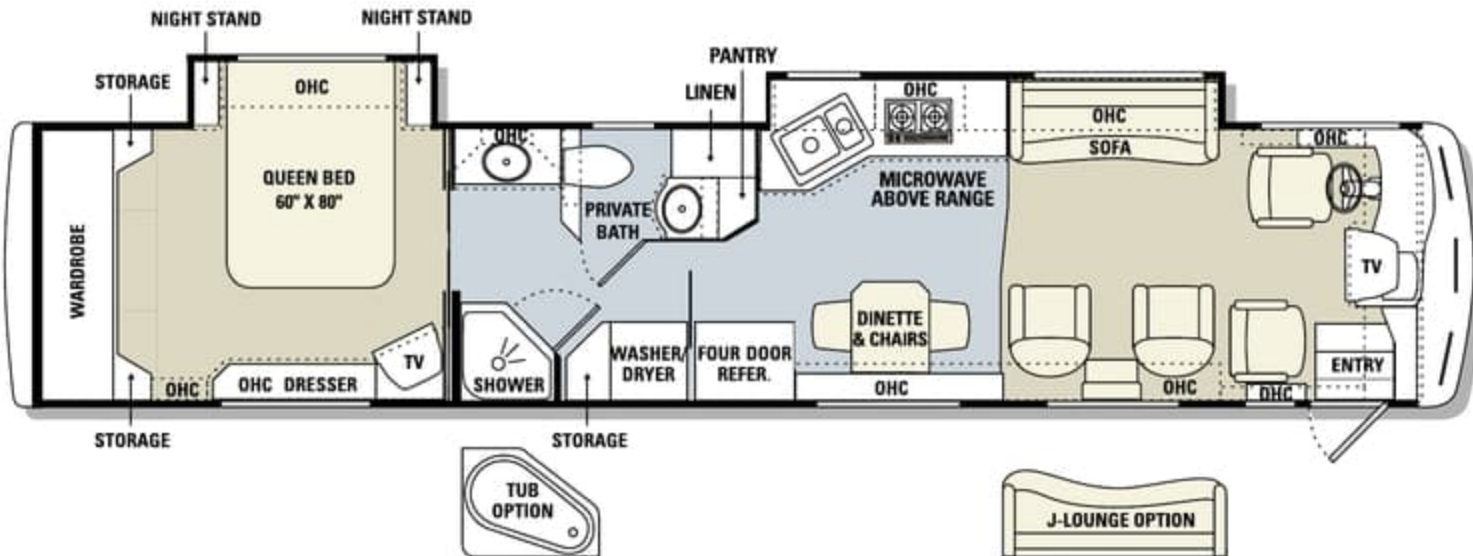 NIGHT STAND
NIGHT STAND
STORAGE
PANTRY
LINEN
OHC
OHC
OHC
OHC
SOFA
OHC
OHC
QUEEN BED
60" X 80"
MICROWAVE
ABOVE RANGE
PRIVATE
BATH
WARDROBE
TV
DINETTE
& CHAIRS
TV
WASHER/
DRYER
FOUR DOOR
REFER.
SHOWER
ENTRY
OHC
OHC DRESSER
OHC
OHC
OHC
STORAGE
STORAGE
TUB
OPTION
J-LOUNGE OPTION